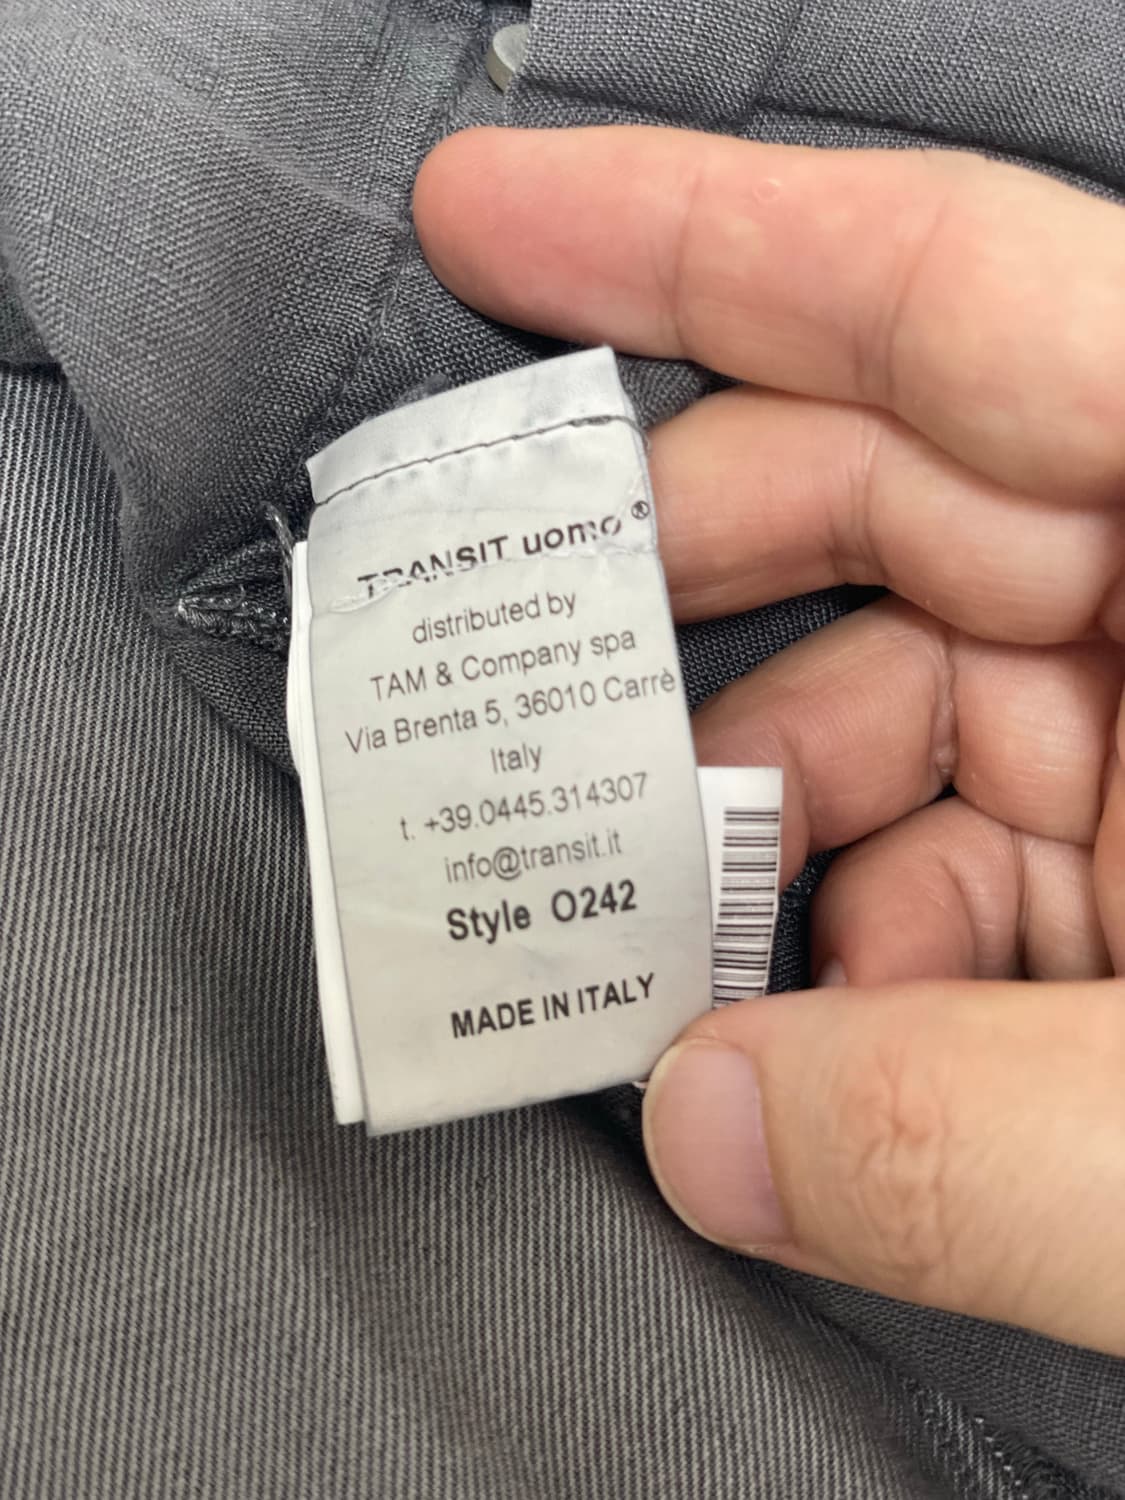 TRANSIT uomo®
distributed by
TAM & Company spa
Via Brenta 5, 36010 Carrè
Italy
t. +39.0445.314307
info@transit.it
Style O242
MADE IN ITALY